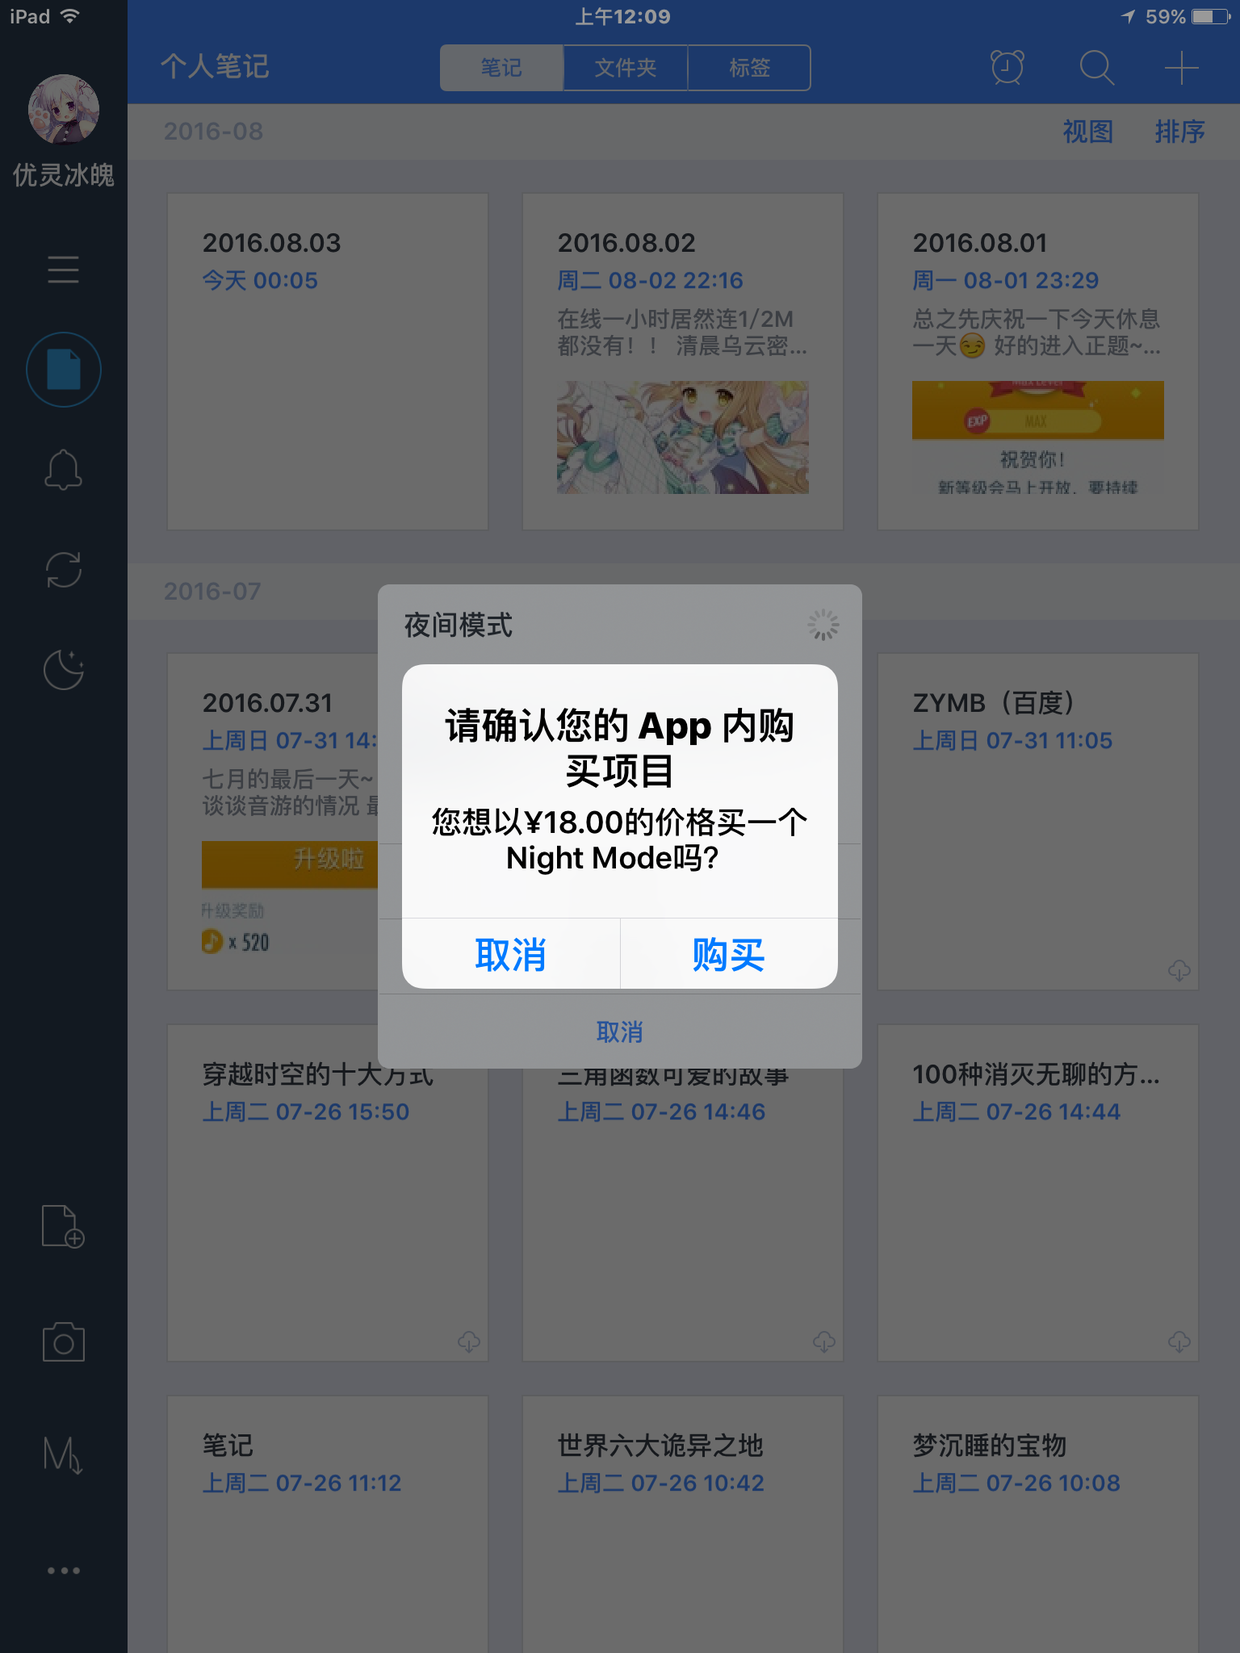 iPad
上午12:09
59%
个人笔记
笔记
文件夹
标签
优灵冰魄
2016-08
视图
排序
2016.08.03
今天 00:05
2016.08.02
周二 08-02 22:16
在线一小时居然连1/2M
都没有！！ 清晨乌云密...
2016.08.01
周一 08-01 23:29
总之先庆祝一下今天休息
一天😏 好的进入正题~...
Max Level
EXP
MAX
祝贺你!
新等级会马上开放，要持续
2016-07
2016.07.31
上周日 07-31 14:
七月的最后一天~
谈谈音游的情况
升级啦
升级奖励
x 520
夜间模式
请确认您的 App 内购
买项目
您想以¥18.00的价格买一个
Night Mode吗?
取消
购买
取消
ZYMB（百度）
上周日 07-31 11:05
穿越时空的十大方式
上周二 07-26 15:50
三角函数可爱的故事
上周二 07-26 14:46
100种消灭无聊的方...
上周二 07-26 14:44
笔记
上周二 07-26 11:12
世界六大诡异之地
上周二 07-26 10:42
梦沉睡的宝物
上周二 07-26 10:08